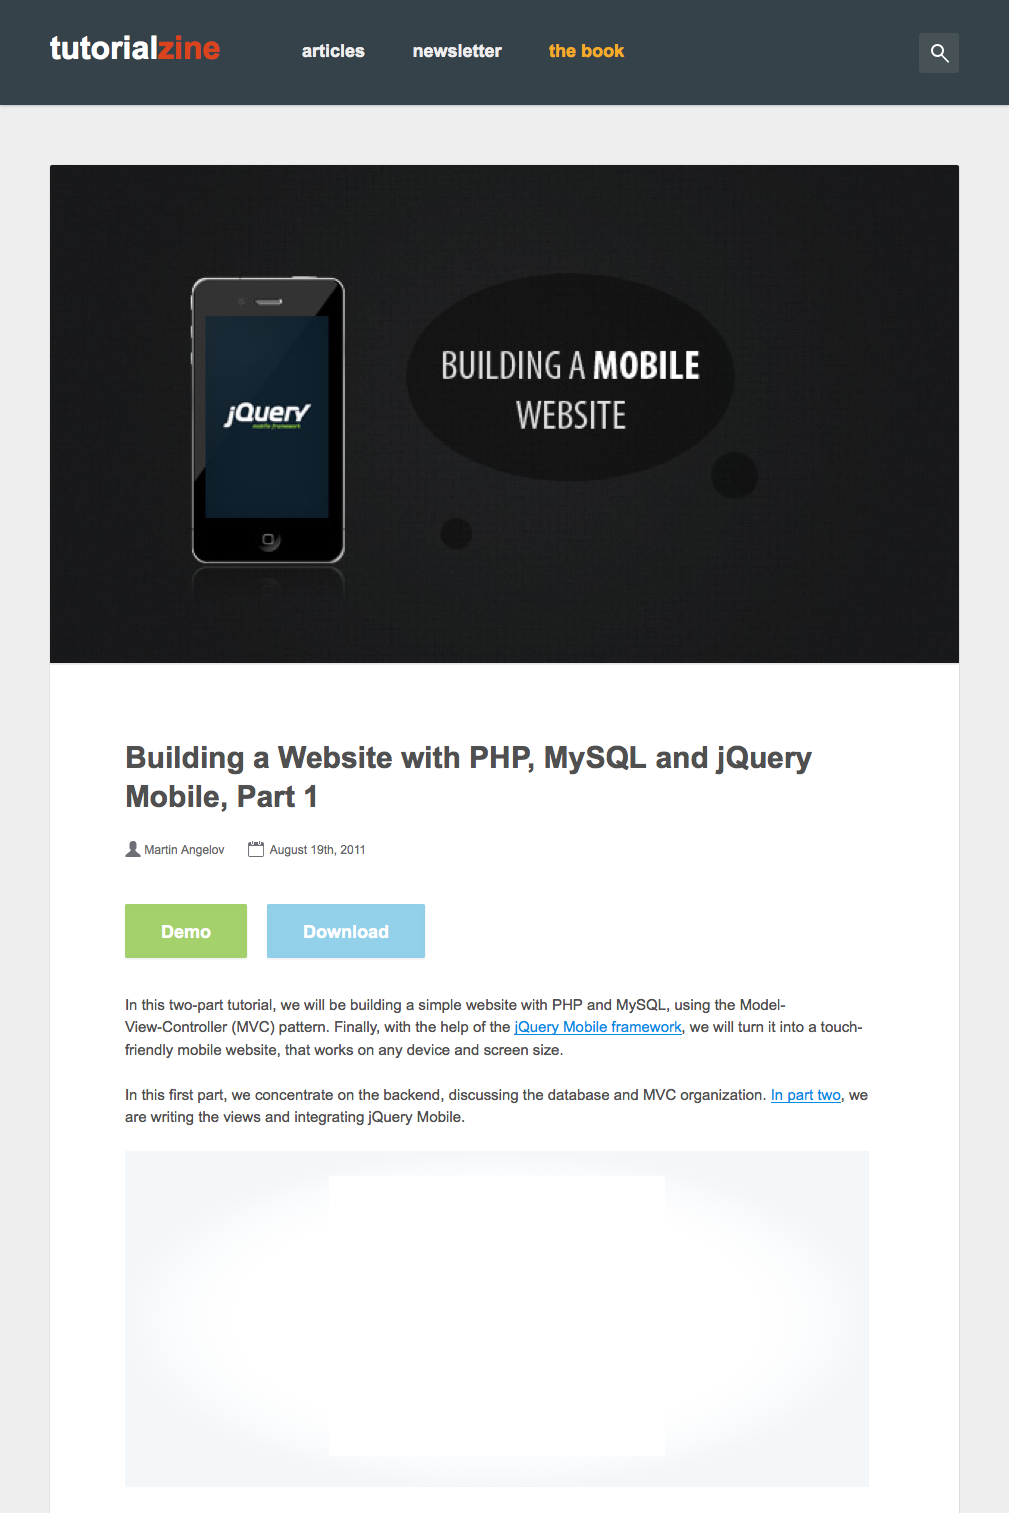 tutorialzine
articles newsletter the book
jQuery
mobile framework
BUILDING A MOBILE
WEBSITE
Building a Website with PHP, MySQL and jQuery
Mobile, Part 1
Martin Angelov August 19th, 2011
Demo Download
In this two-part tutorial, we will be building a simple website with PHP and MySQL, using the Model-
View-Controller (MVC) pattern. Finally, with the help of the jQuery Mobile framework, we will turn it into a touch-
friendly mobile website, that works on any device and screen size.
In this first part, we concentrate on the backend, discussing the database and MVC organization. In part two, we
are writing the views and integrating jQuery Mobile.